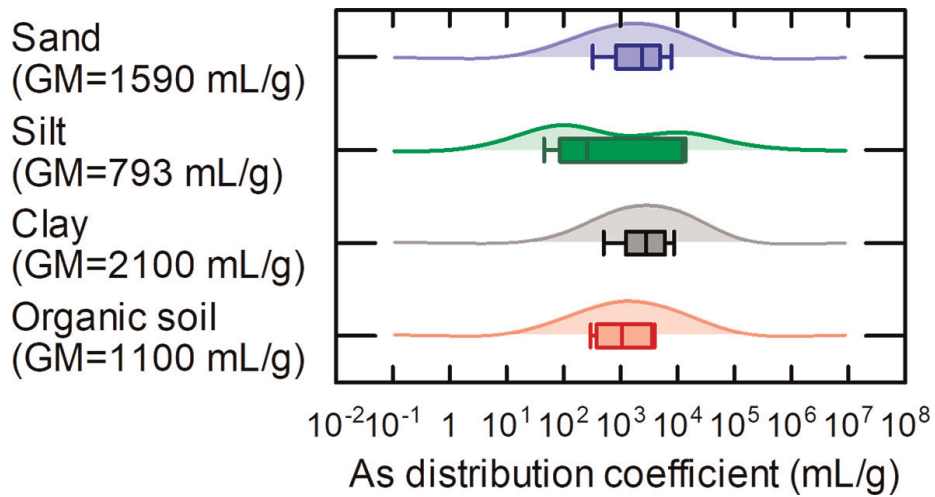 Sand
(GM=1590 mL/g)
Silt
(GM=793 mL/g)
Clay
(GM=2100 mL/g)
Organic soil
(GM=1100 mL/g)
10⁻² 10⁻¹ 1 10¹ 10² 10³ 10⁴ 10⁵ 10⁶ 10⁷ 10⁸
As distribution coefficient (mL/g)